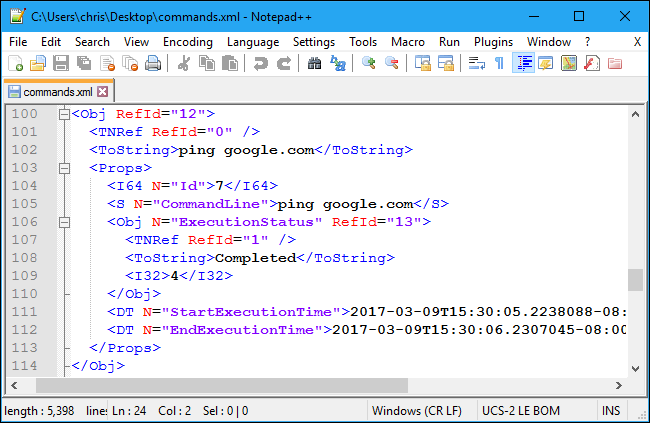 C:\Users\chris\Desktop\commands.xml - Notepad++
File Edit Search View Encoding Language Settings Tools Macro Run Plugins Window ? X
commands.xml
100 <Obj RefId="12">
101 <TNRef RefId="0" />
102 <ToString>ping google.com</ToString>
103 <Props>
104 <I64 N="Id">7</I64>
105 <S N="CommandLine">ping google.com</S>
106 <Obj N="ExecutionStatus" RefId="13">
107 <TNRef RefId="1" />
108 <ToString>Completed</ToString>
109 <I32>4</I32>
110 </Obj>
111 <DT N="StartExecutionTime">2017-03-09T15:30:05.2238088-08:
112 <DT N="EndExecutionTime">2017-03-09T15:30:06.2307045-08:00
113 </Props>
114 </Obj>
length : 5,398 lines Ln : 24 Col : 2 Sel : 0 | 0 Windows (CR LF) UCS-2 LE BOM INS